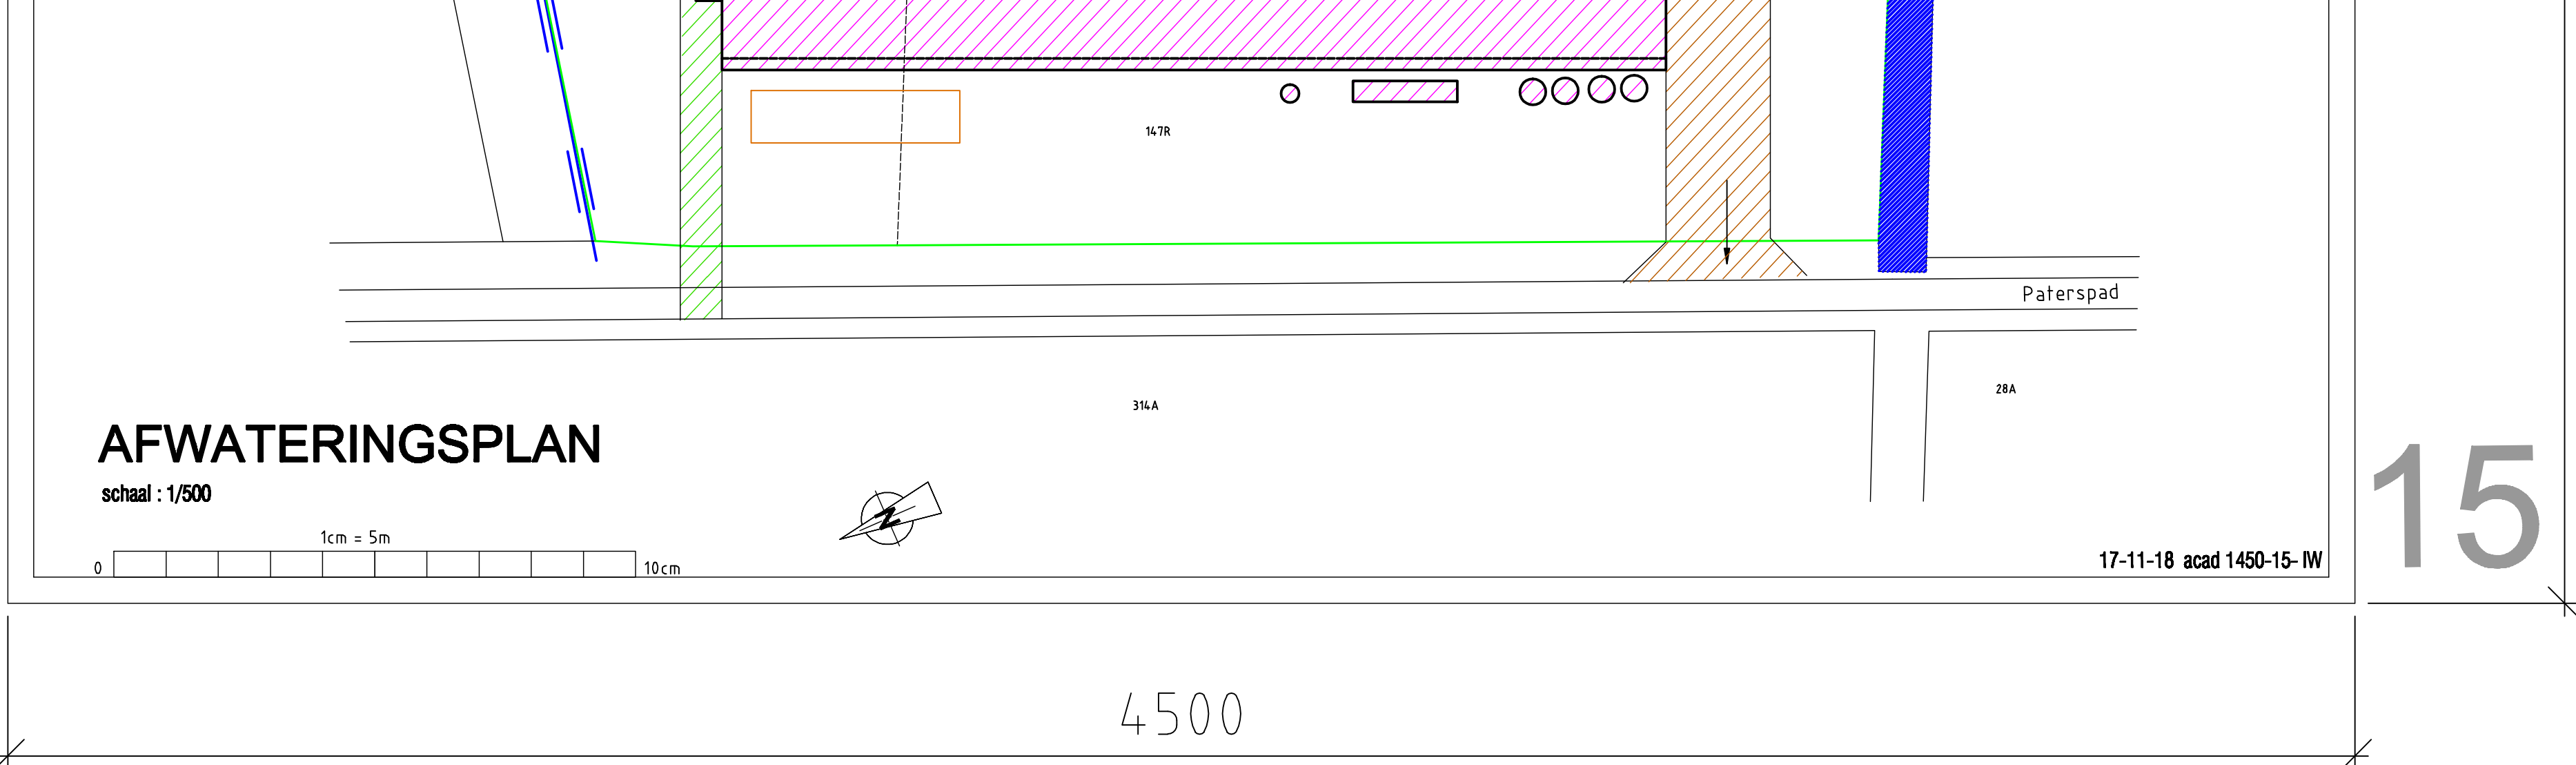 147R
Paterspad
28A
314A
AFWATERINGSPLAN
schaal : 1/500
1cm = 5m
0
10cm
N
17-11-18 acad 1450-15- IW
15
4500